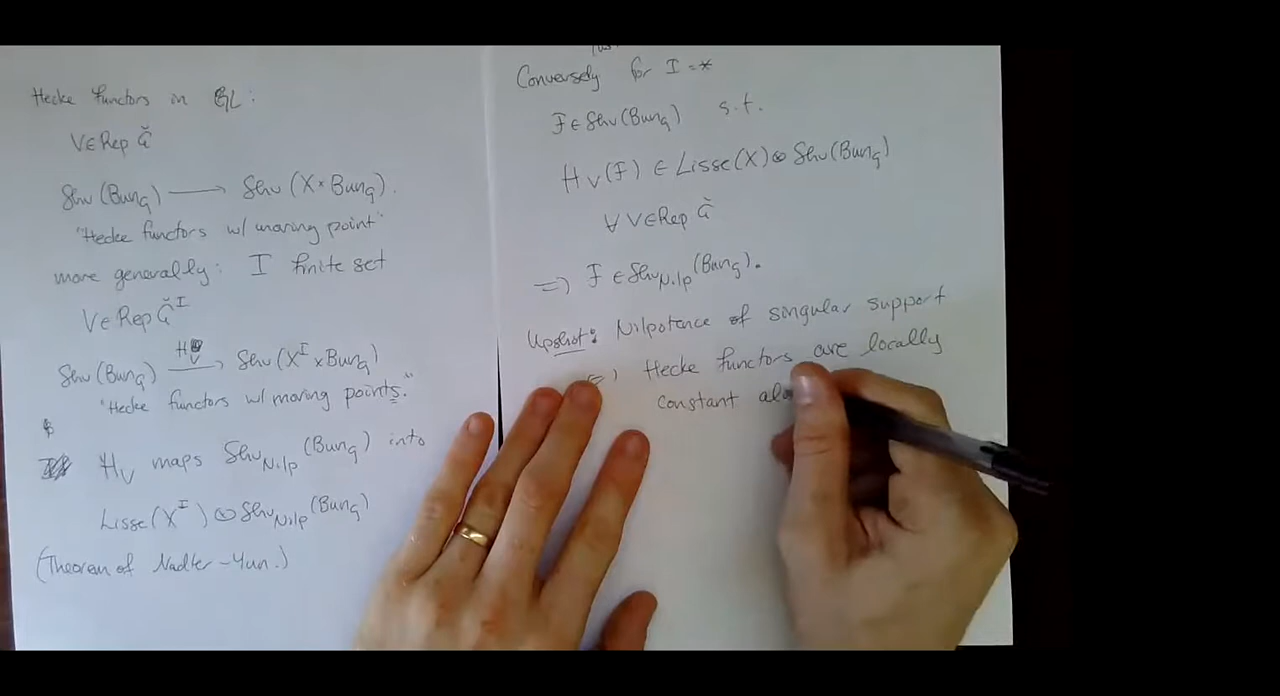 Hecke functors in GL:
V∈Rep Ǧ
Shv(Bun_G) ⟶ Shv(X×Bun_G).
"Hecke functors w/ moving point"
more generally: I finite set
V∈Rep Ǧ^I
Shv(Bun_G) —H_V→ Shv(X^I × Bun_G)
"Hecke functors w/ moving points."
H_V maps Shv_Nilp(Bun_G) into
Lisse(X^I) ⊗ Shv_Nilp(Bun_G)
(Theorem of Nadler-Yun.)
Conversely for I=*
F∈Shv(Bun_G) s.t.
H_V(F) ∈ Lisse(X) ⊗ Shv(Bun_G)
∀ V∈Rep Ǧ
=> F∈Shv_Nilp(Bun_G).
Upshot: Nilpotence of singular support
<=> Hecke functors are locally
constant alo